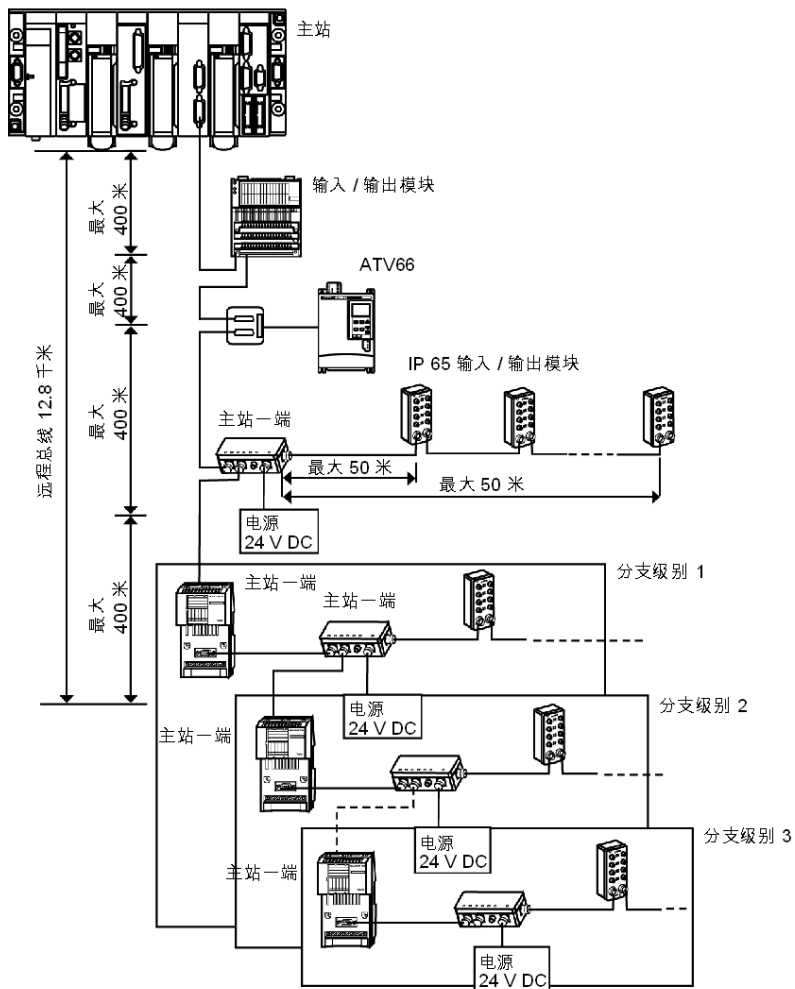 主站
输入 / 输出模块
最大
400 米
ATV66
最大
400 米
IP 65 输入 / 输出模块
远程总线 12.8 千米
最大
400 米
主站一端
最大 50 米
最大 50 米
电源
24 V DC
最大
400 米
主站一端
分支级别 1
主站一端
电源
24 V DC
分支级别 2
主站一端
电源
24 V DC
分支级别 3
主站一端
电源
24 V DC